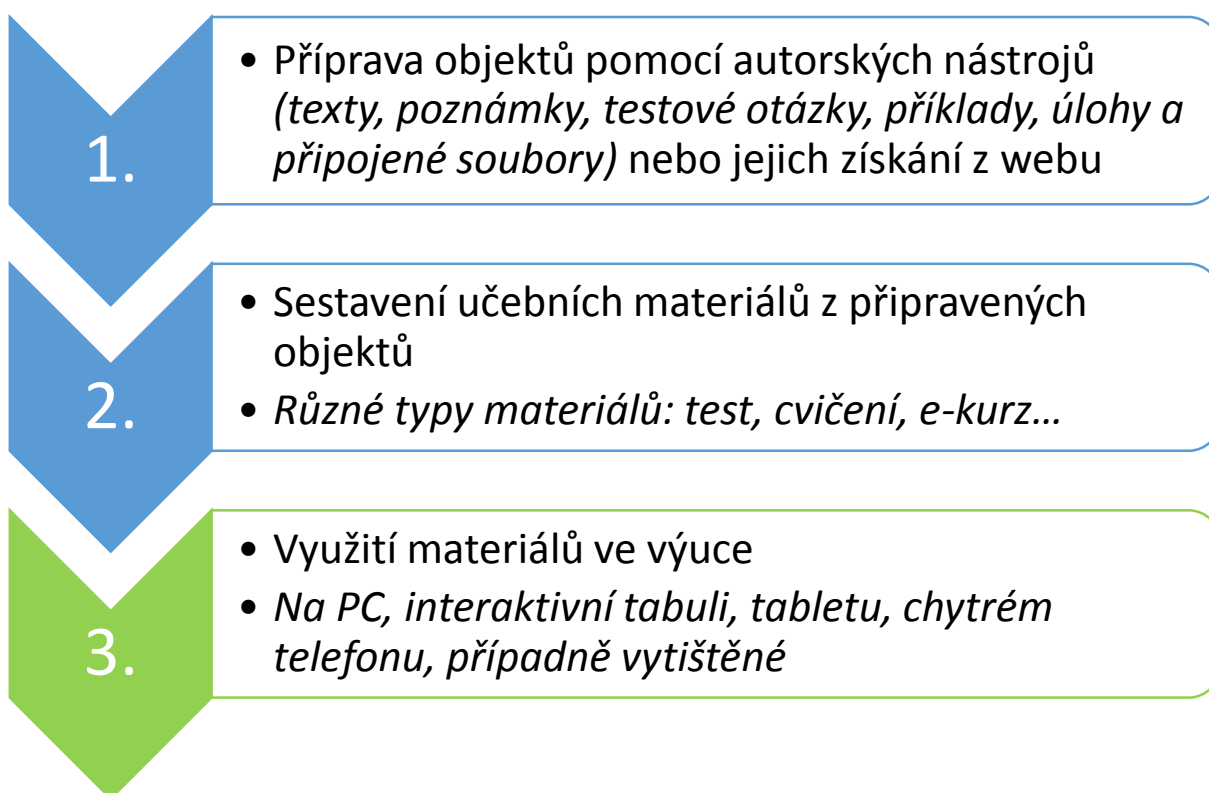 1.
• Příprava objektů pomocí autorských nástrojů
(texty, poznámky, testové otázky, příklady, úlohy a
připojené soubory) nebo jejich získání z webu
2.
• Sestavení učebních materiálů z připravených
objektů
• Různé typy materiálů: test, cvičení, e-kurz…
3.
• Využití materiálů ve výuce
• Na PC, interaktivní tabuli, tabletu, chytrém
telefonu, případně vytištěné